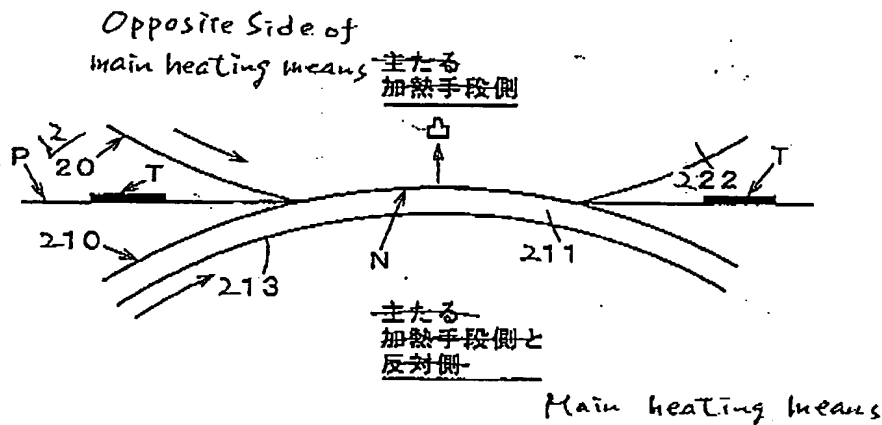 Opposite Side of
main heating means
主たる
加熱手段側
凸
P
2
20
T
222
T
210
213
N
211
主たる
加熱手段側と
反対側
Main heating means